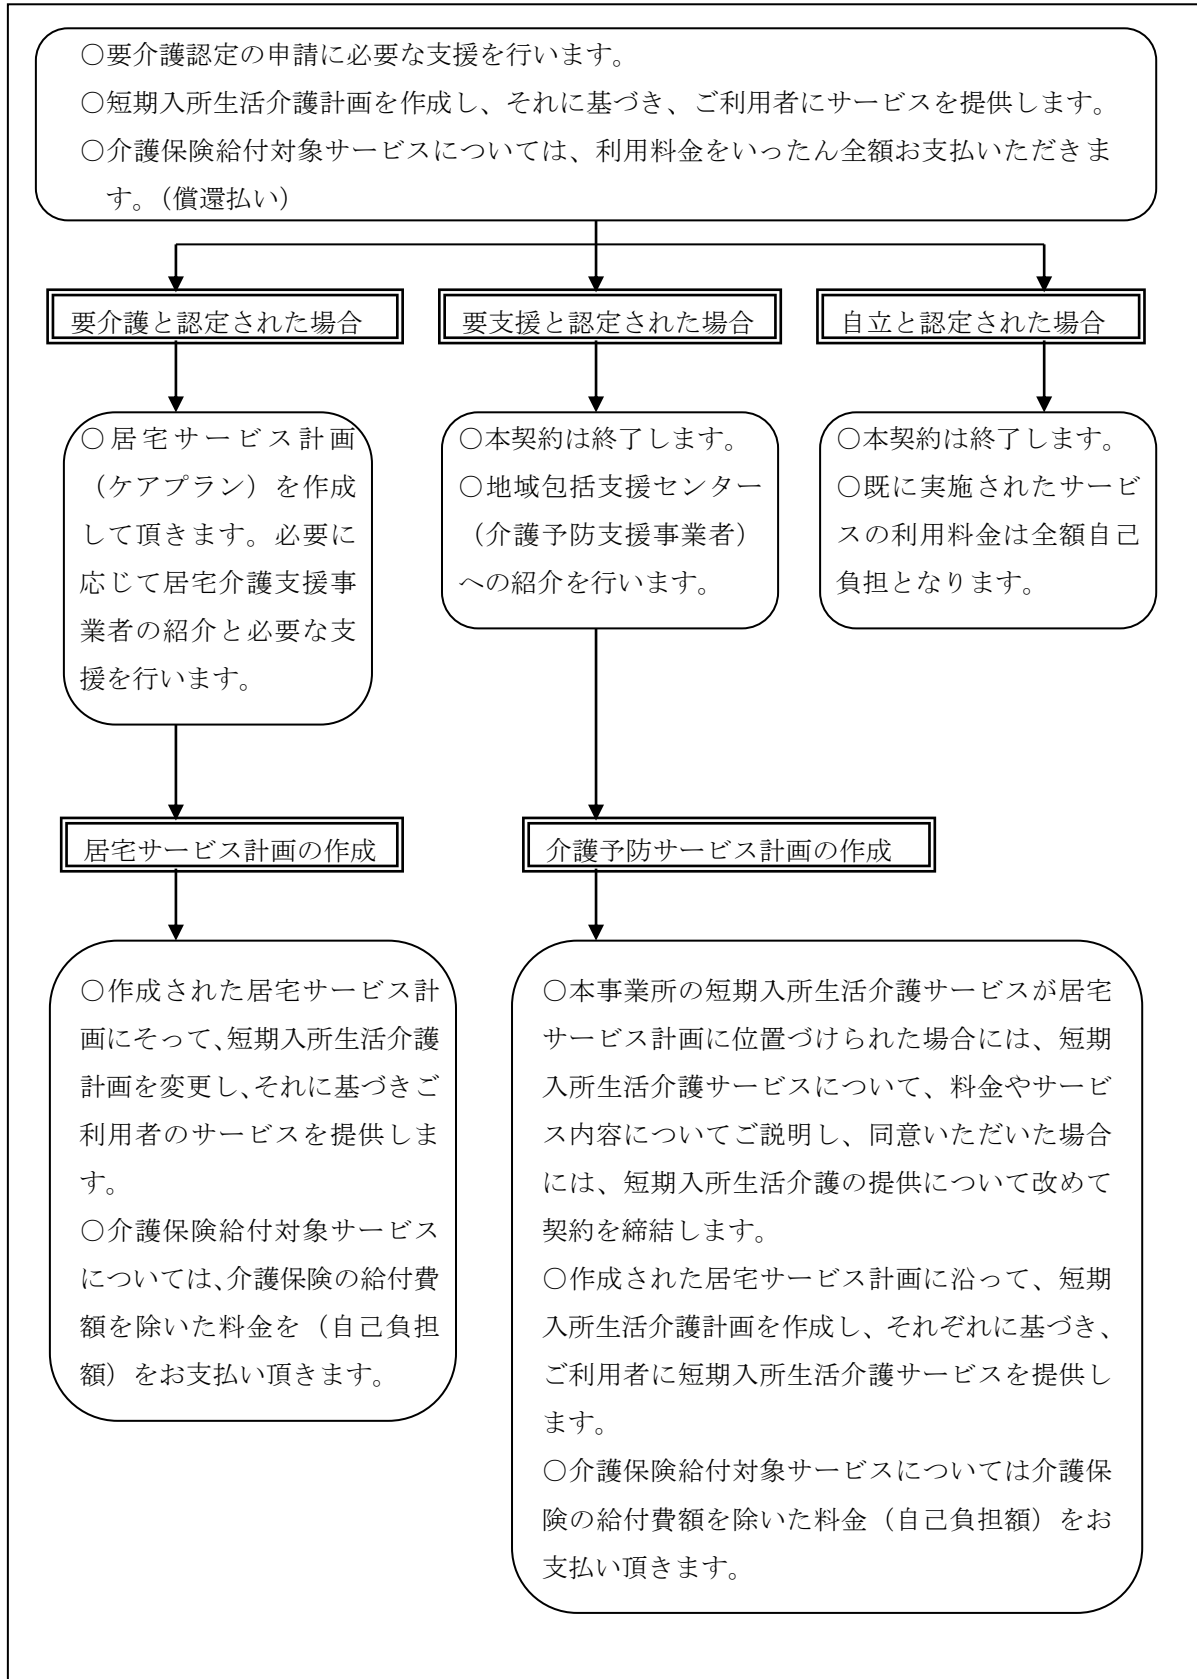 ○要介護認定の申請に必要な支援を行います。
○短期入所生活介護計画を作成し、それに基づき、ご利用者にサービスを提供します。
○介護保険給付対象サービスについては、利用料金をいったん全額お支払いただきま
す。（償還払い）
要介護と認定された場合
要支援と認定された場合
自立と認定された場合
○居宅サービス計画
（ケアプラン）を作成
して頂きます。必要に
応じて居宅介護支援事
業者の紹介と必要な支
援を行います。
○本契約は終了します。
○地域包括支援センター
（介護予防支援事業者）
への紹介を行います。
○本契約は終了します。
○既に実施されたサービ
スの利用料金は全額自己
負担となります。
居宅サービス計画の作成
介護予防サービス計画の作成
○作成された居宅サービス計
画にそって、短期入所生活介護
計画を変更し、それに基づきご
利用者のサービスを提供しま
す。
○介護保険給付対象サービス
については、介護保険の給付費
額を除いた料金を（自己負担
額）をお支払い頂きます。
○本事業所の短期入所生活介護サービスが居宅
サービス計画に位置づけられた場合には、短期
入所生活介護サービスについて、料金やサービ
ス内容についてご説明し、同意いただいた場合
には、短期入所生活介護の提供について改めて
契約を締結します。
○作成された居宅サービス計画に沿って、短期
入所生活介護計画を作成し、それぞれに基づき、
ご利用者に短期入所生活介護サービスを提供し
ます。
○介護保険給付対象サービスについては介護保
険の給付費額を除いた料金（自己負担額）をお
支払い頂きます。